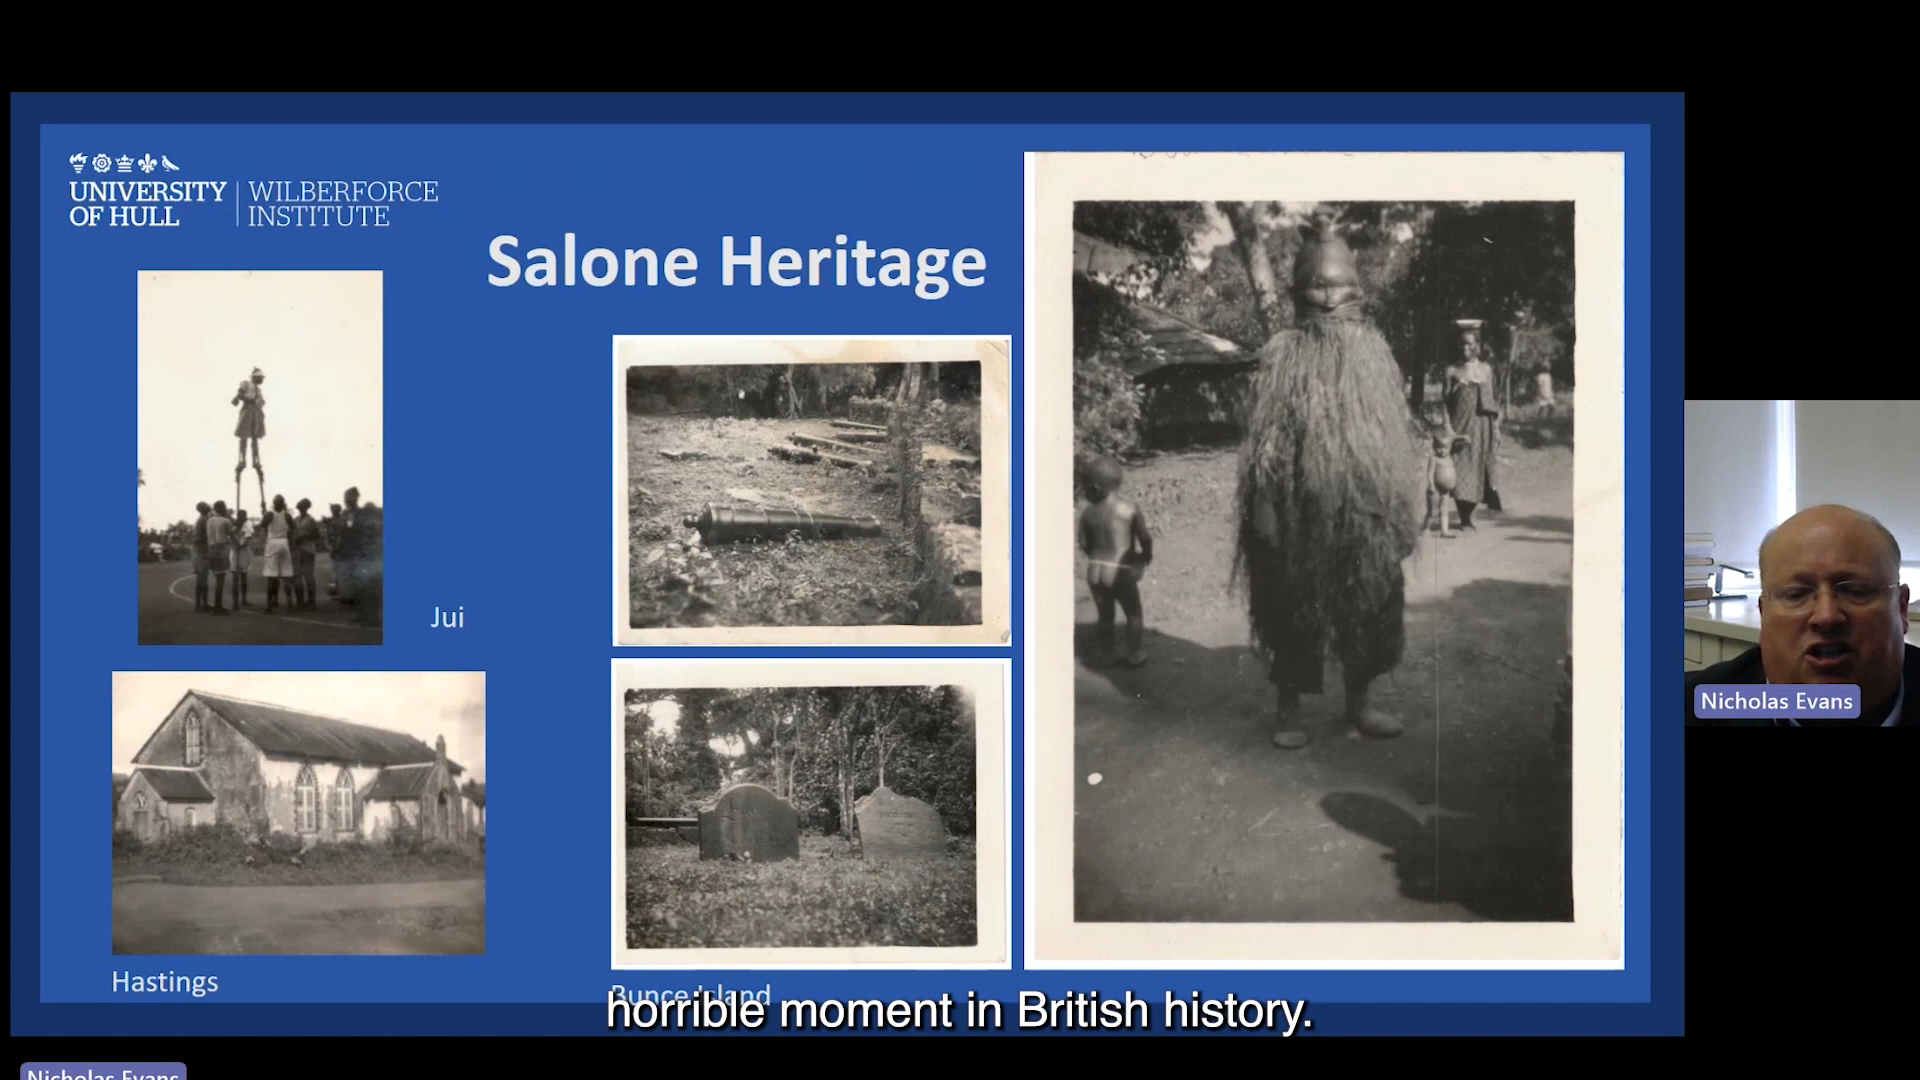 UNIVERSITY
OF HULL
WILBERFORCE
INSTITUTE
Salone Heritage
Jui
Hastings
Bunce Island
horrible moment in British history.
Nicholas Evans
Nicholas Evans